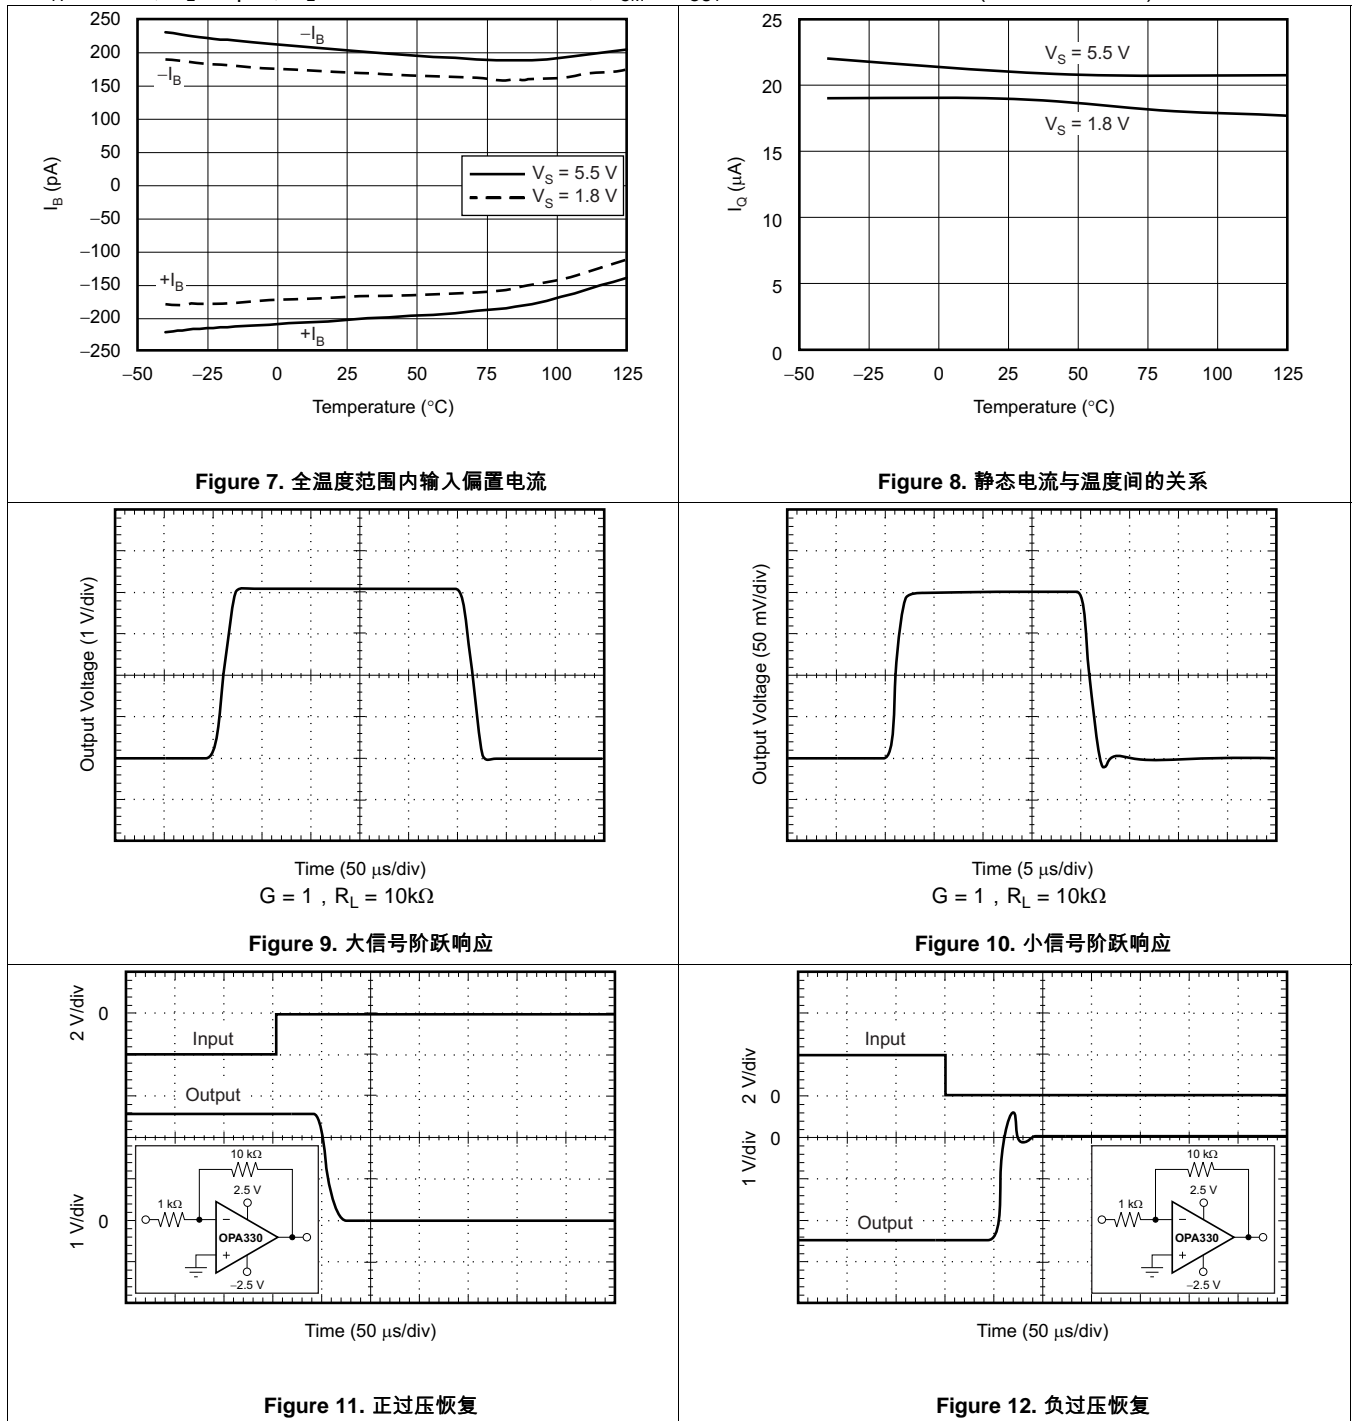 250
200
150
100
50
0
−50
−100
−150
−200
−250
I_B (pA)
−I_B
−I_B
V_S = 5.5 V
V_S = 1.8 V
+I_B
+I_B
−50 −25 0 25 50 75 100 125
Temperature (°C)
Figure 7. 全温度范围内输入偏置电流
25
20
15
10
5
0
I_Q (μA)
V_S = 5.5 V
V_S = 1.8 V
−50 −25 0 25 50 75 100 125
Temperature (°C)
Figure 8. 静态电流与温度间的关系
Output Voltage (1 V/div)
Time (50 μs/div)
G = 1 , R_L = 10kΩ
Figure 9. 大信号阶跃响应
Output Voltage (50 mV/div)
Time (5 μs/div)
G = 1 , R_L = 10kΩ
Figure 10. 小信号阶跃响应
2 V/div
0
Input
Output
1 V/div
0
10 kΩ
2.5 V
1 kΩ
−
OPA330
+
−2.5 V
Time (50 μs/div)
Figure 11. 正过压恢复
Input
2 V/div
0
0
1 V/div
Output
10 kΩ
2.5 V
1 kΩ
−
OPA330
+
−2.5 V
Time (50 μs/div)
Figure 12. 负过压恢复